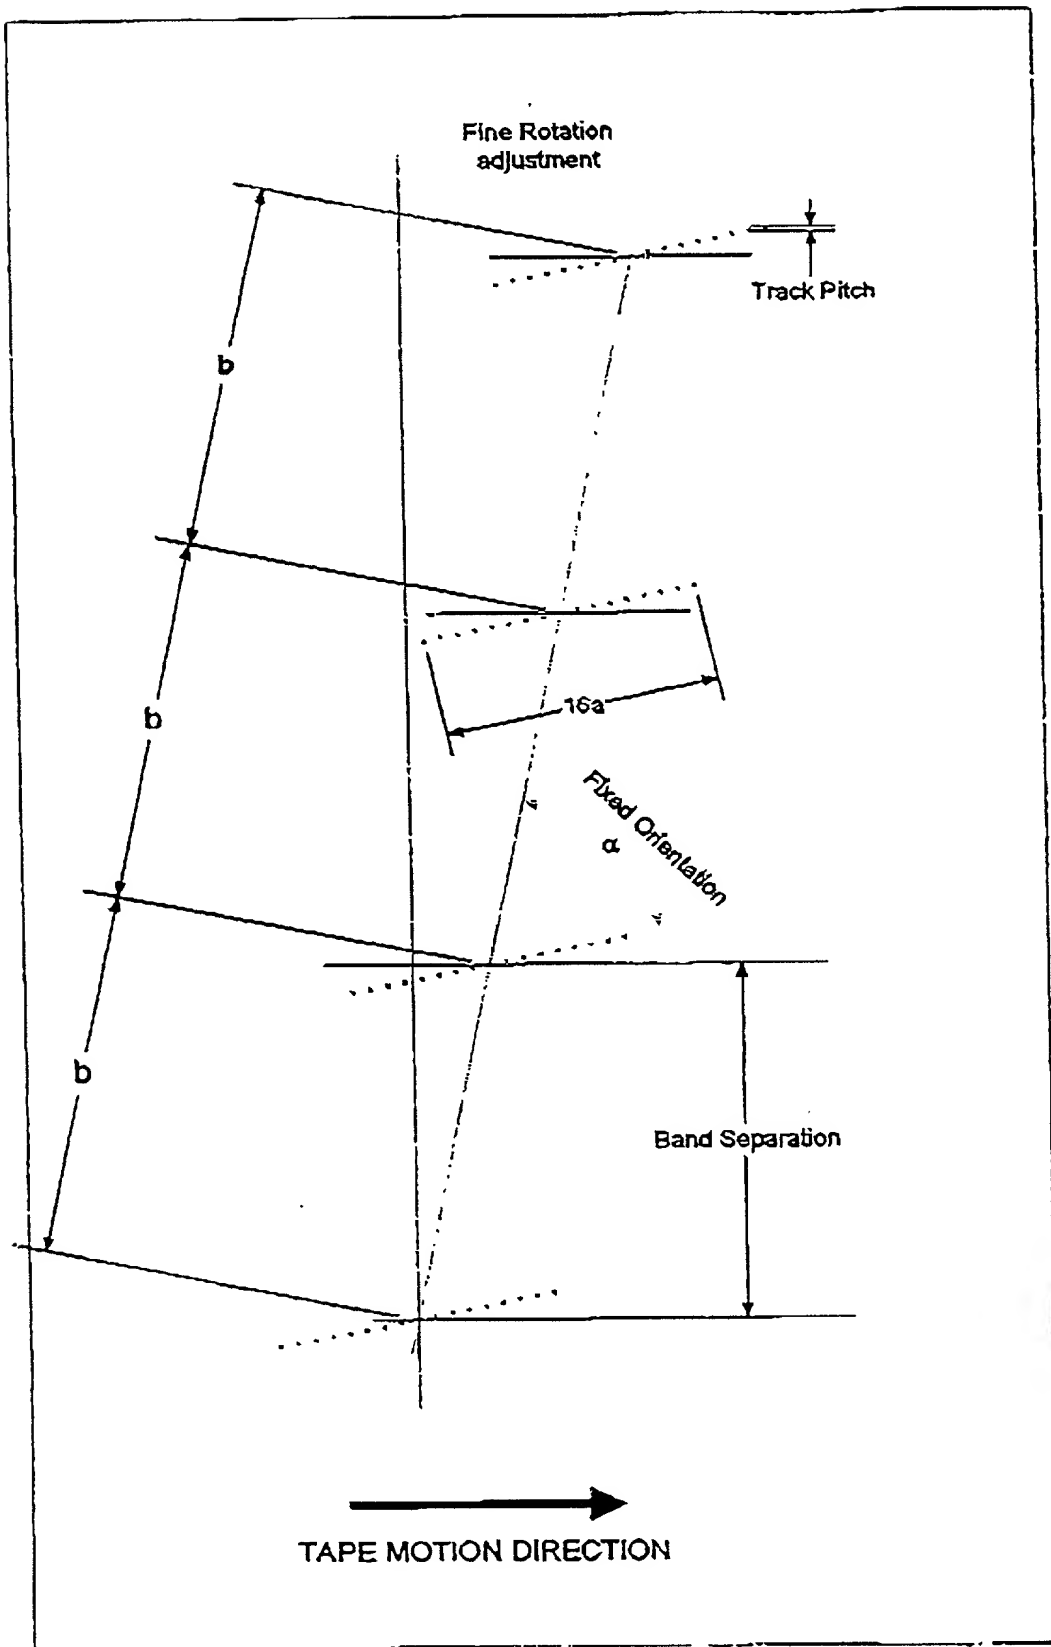 Fine Rotation
adjustment
Track Pitch
b
16a
b
Fixed Orientation
α
b
Band Separation
TAPE MOTION DIRECTION